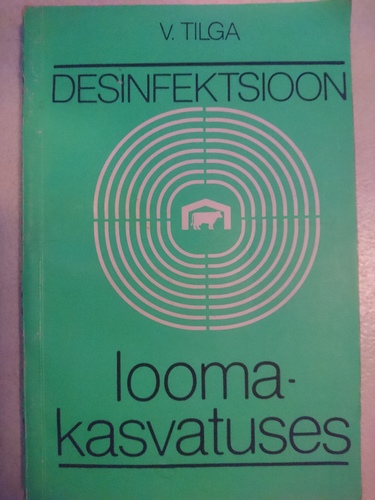 V. TILGA
DESINFEKTSIOON
looma-
kasvatuses